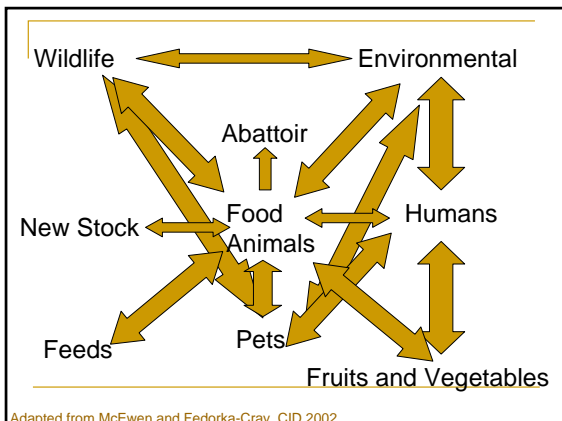 Wildlife
Environmental
Abattoir
New Stock
Food
Animals
Humans
Feeds
Pets
Fruits and Vegetables
Adapted from McEwen and Fedorka-Cray, CID 2002